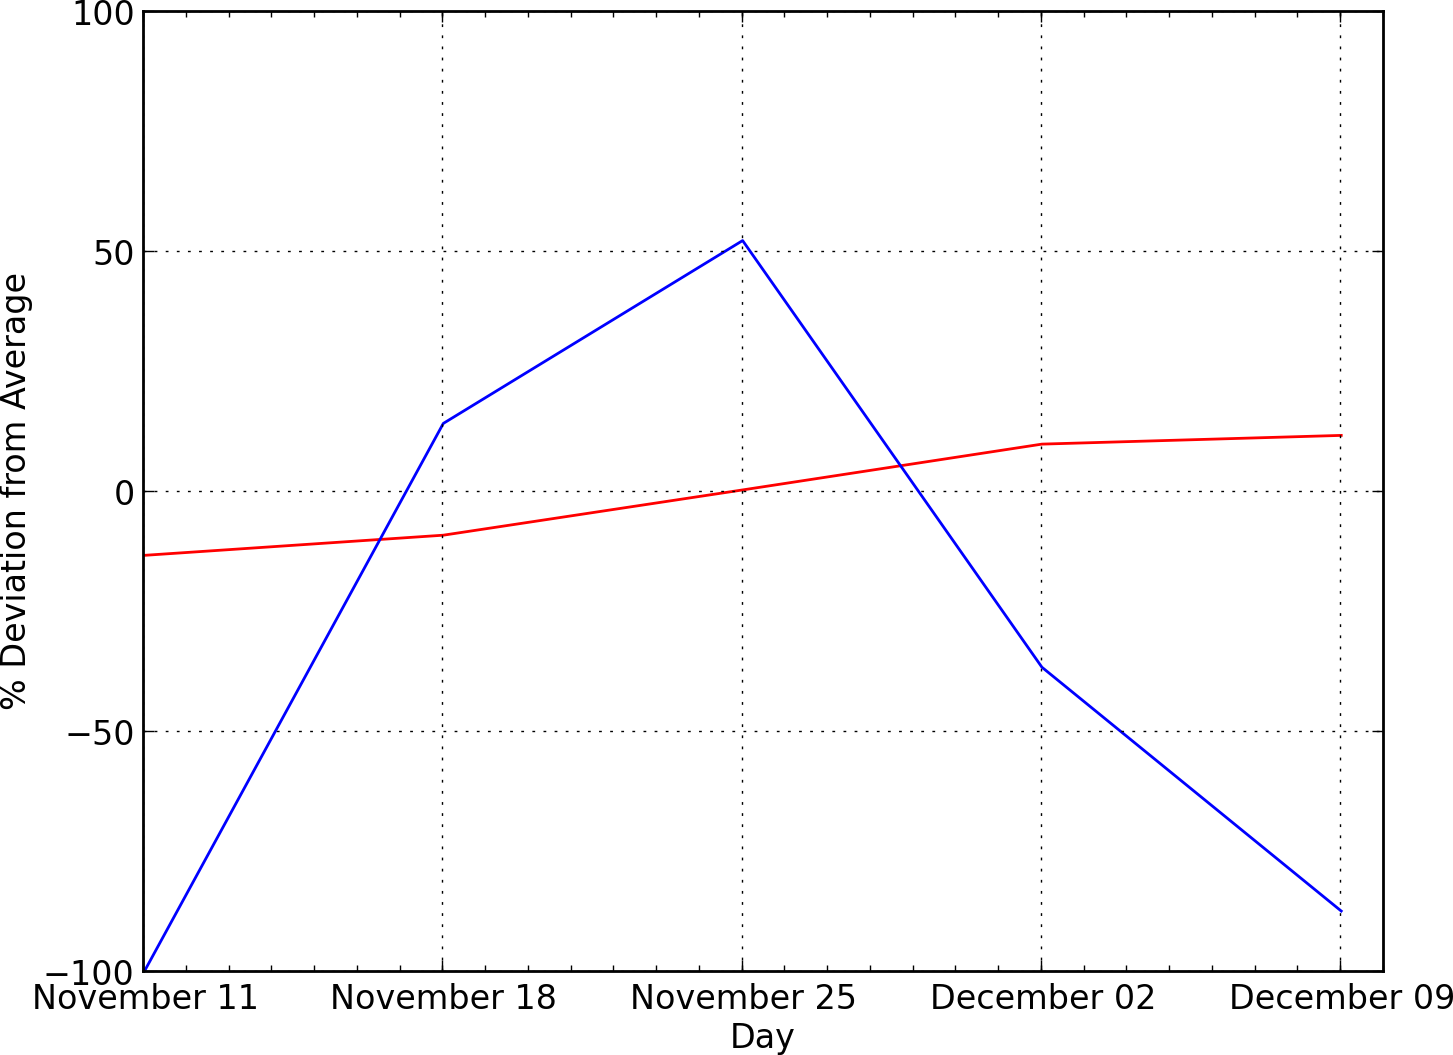 100
50
0
−50
−100
% Deviation from Average
November 11
November 18
November 25
December 02
December 09
Day